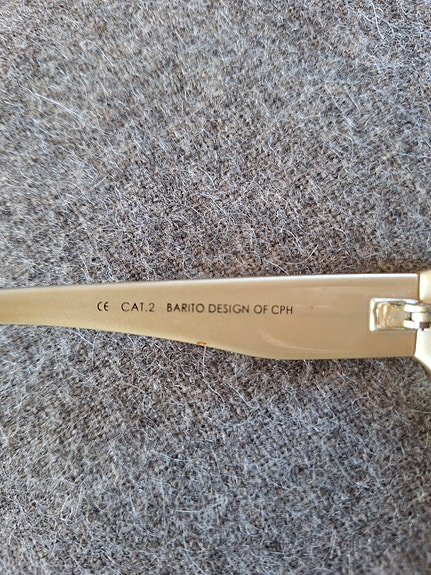 CE CAT.2 BARITO DESIGN OF CPH